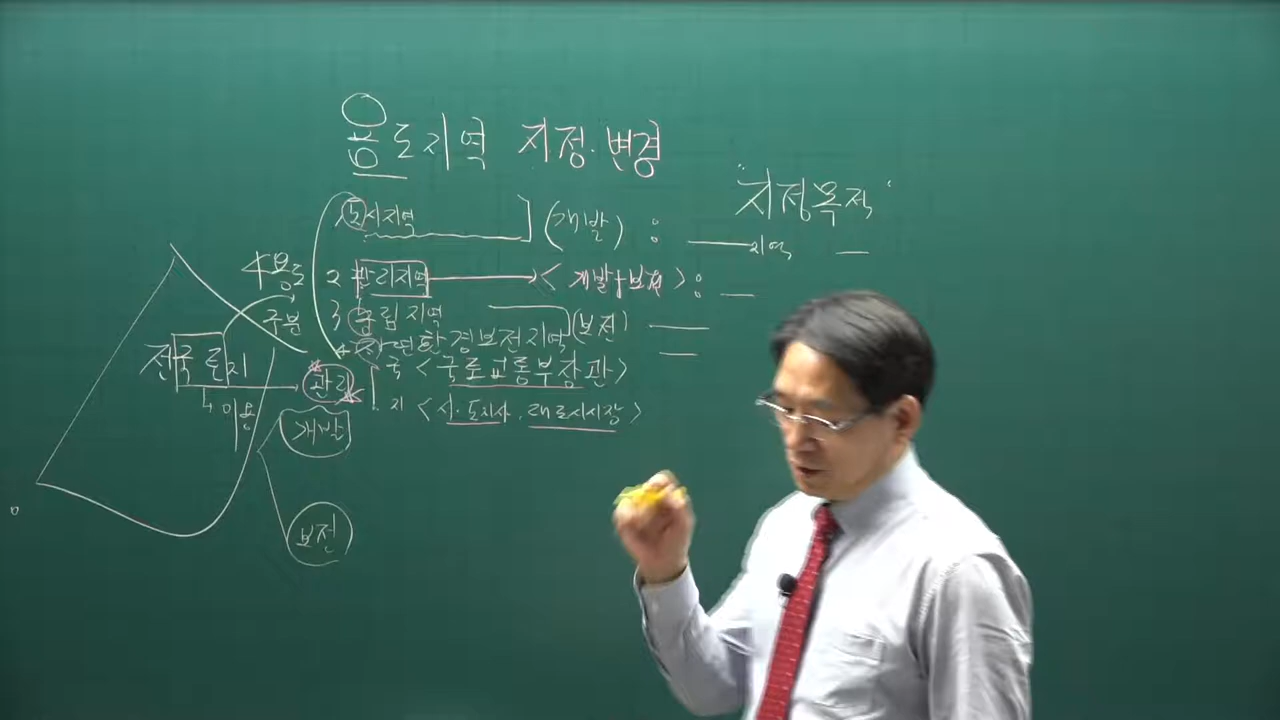 용도지역 지정·변경
"지정목적"
도시지역 (개발) : 지역
2 관리지역 < 개발+보전 > :
3 농림지역 (보전)
4 자연환경보전지역
국 < 국토교통부장관 >
지 < 시·도지사, 대도시시장 >
4용도
구분
전국토지
관리
이용
개발
보전